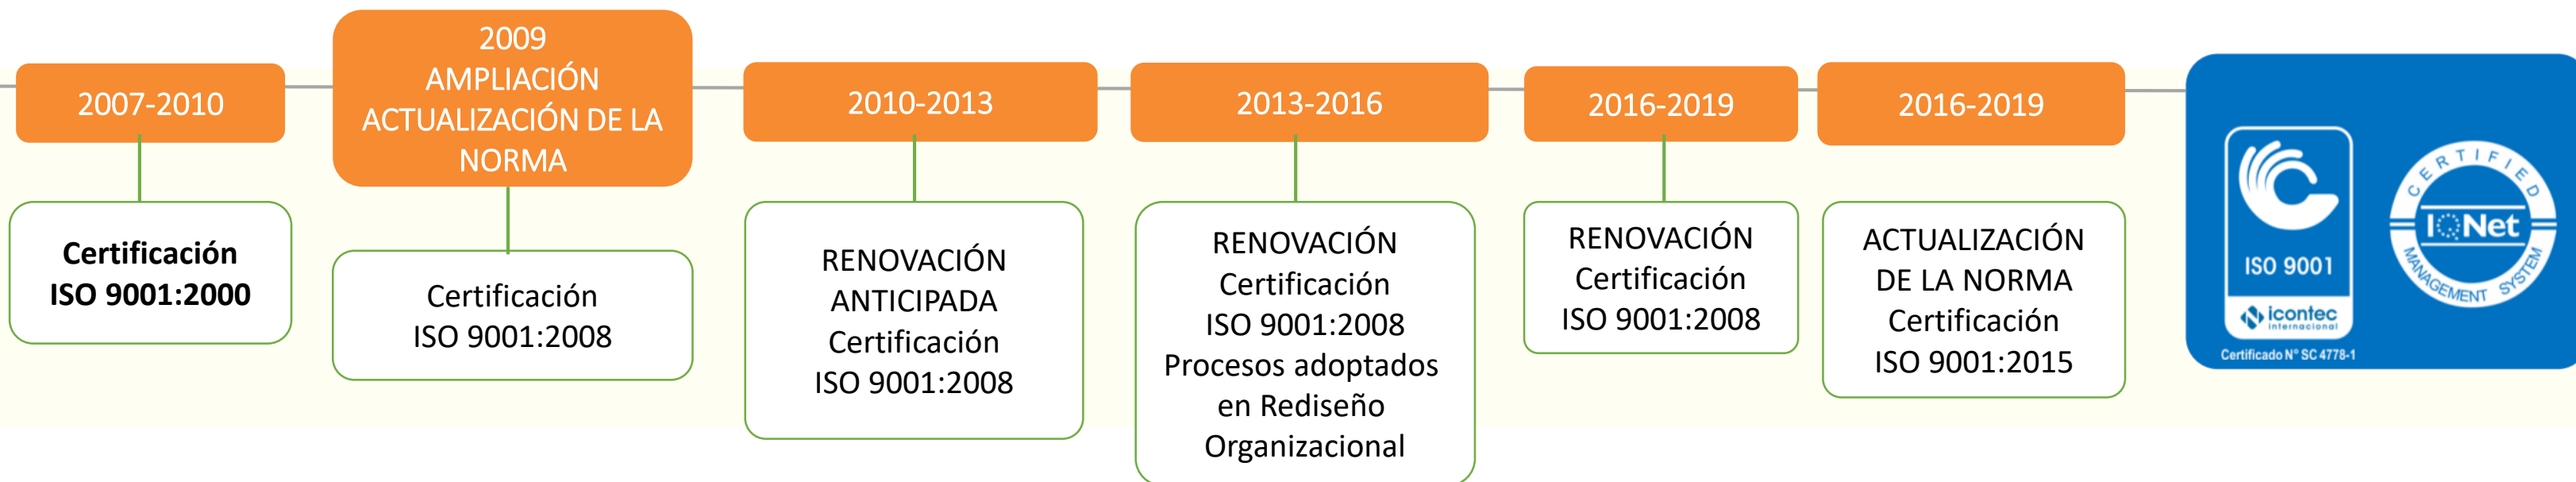 2007-2010
Certificación
ISO 9001:2000
2009
AMPLIACIÓN
ACTUALIZACIÓN DE LA
NORMA
Certificación
ISO 9001:2008
2010-2013
RENOVACIÓN
ANTICIPADA
Certificación
ISO 9001:2008
2013-2016
RENOVACIÓN
Certificación
ISO 9001:2008
Procesos adoptados
en Rediseño
Organizacional
2016-2019
RENOVACIÓN
Certificación
ISO 9001:2008
2016-2019
ACTUALIZACIÓN
DE LA NORMA
Certificación
ISO 9001:2015
ISO 9001
icontec
internacional
Certificado N° SC 4778-1
CERTIFIED
IQNet
MANAGEMENT SYSTEM